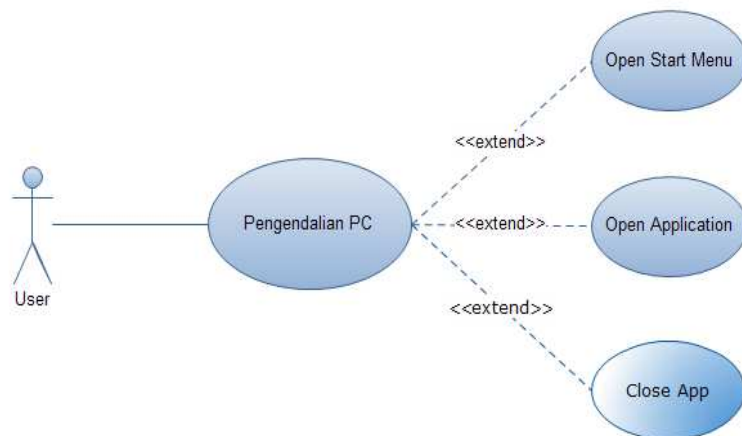 Open Start Menu
<<extend>>
Pengendalian PC
<<extend>>
Open Application
User
<<extend>>
Close App